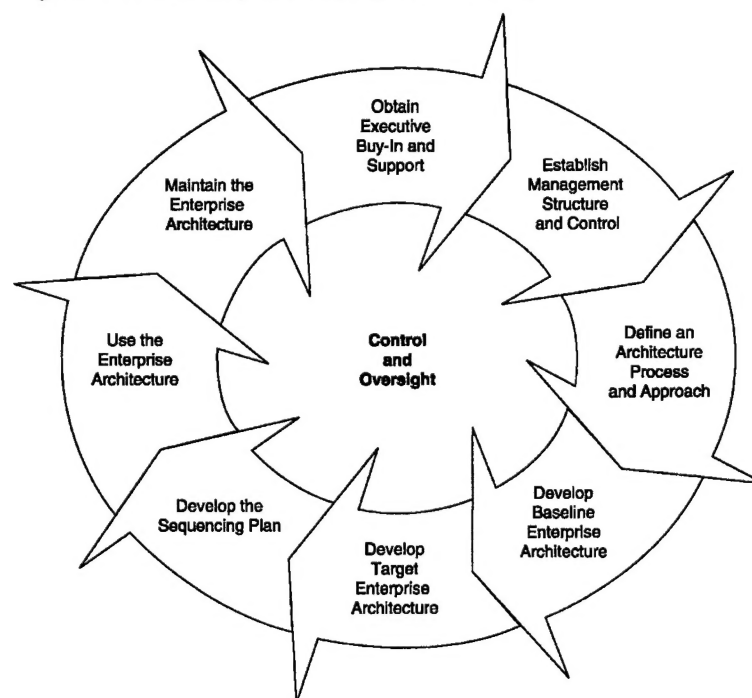 Obtain
Executive
Buy-In and
Support
Establish
Management
Structure
and Control
Define an
Architecture
Process
and Approach
Develop
Baseline
Enterprise
Architecture
Develop
Target
Enterprise
Architecture
Develop the
Sequencing Plan
Use the
Enterprise
Architecture
Maintain the
Enterprise
Architecture
Control
and
Oversight